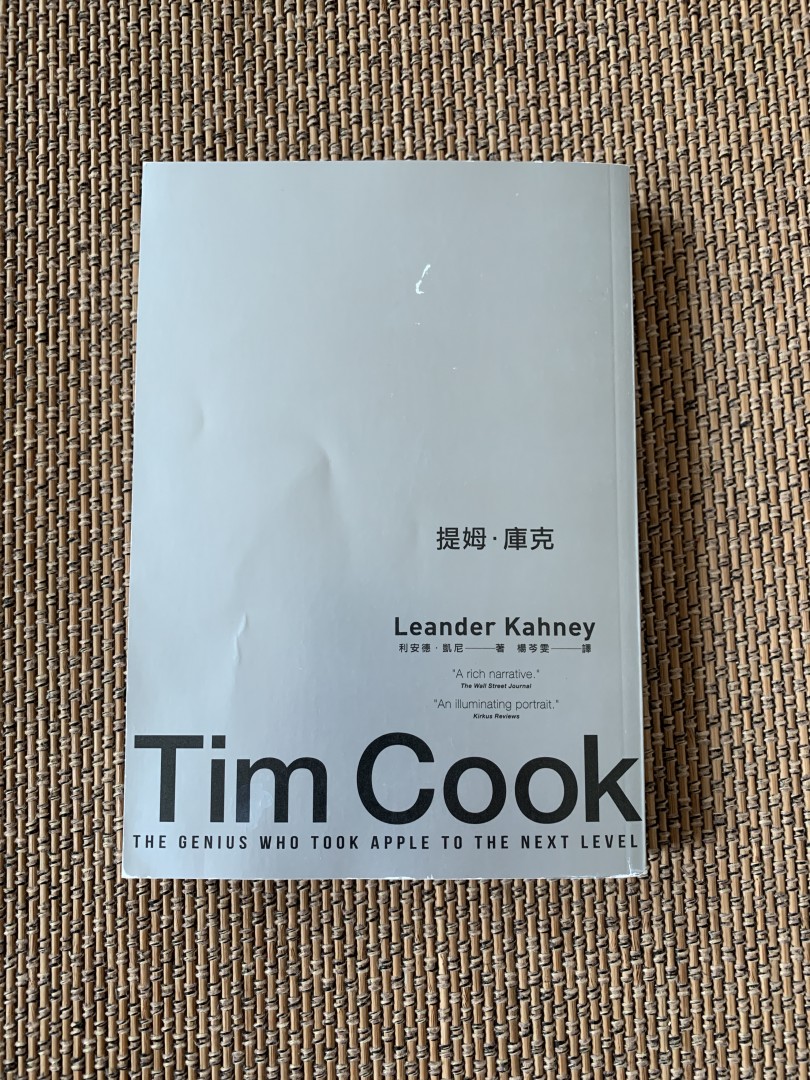 提姆·庫克
Leander Kahney
利安德·凱尼——著 楊芩雯——譯
"A rich narrative."
The Wall Street Journal
"An illuminating portrait."
Kirkus Reviews
Tim Cook
THE GENIUS WHO TOOK APPLE TO THE NEXT LEVEL